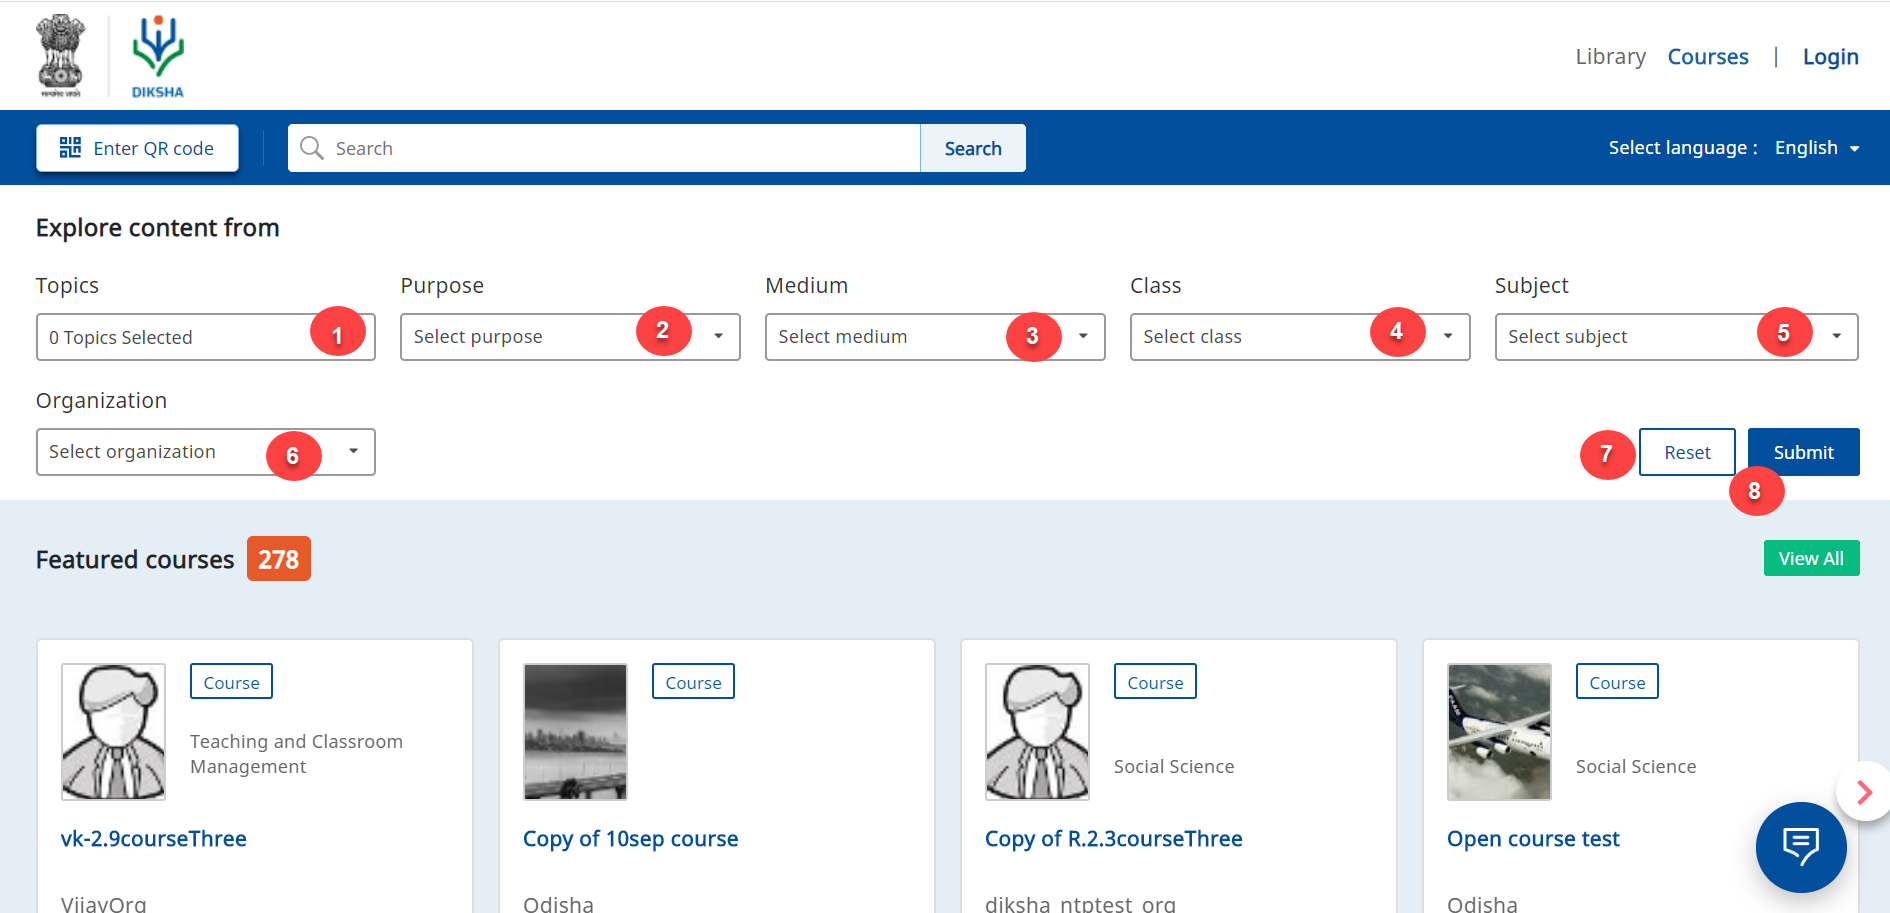 सत्यमेव जयते
DIKSHA
Library Courses | Login
Enter QR code
Search
Search
Select language : English
Explore content from
Topics Purpose Medium Class Subject
0 Topics Selected 1 Select purpose 2 Select medium 3 Select class 4 Select subject 5
Organization
Select organization 6 7 Reset Submit
8
Featured courses 278 View All
Course Course Course Course
Teaching and Classroom
Management Social Science Social Science
vk-2.9courseThree Copy of 10sep course Copy of R.2.3courseThree Open course test
VijayOrg Odisha diksha_ntptest_org Odisha